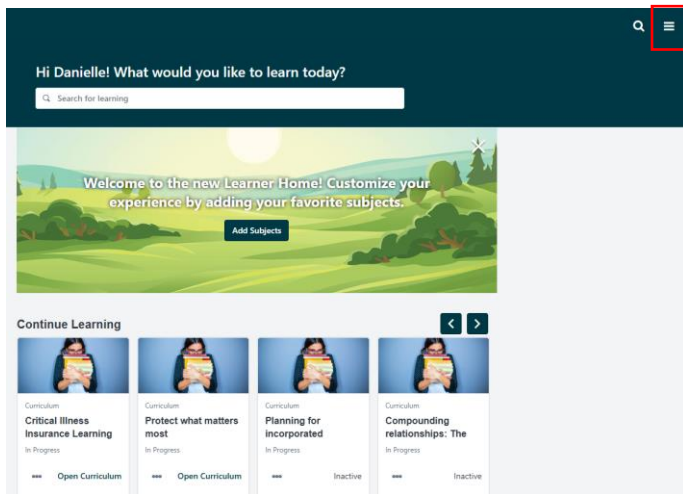 Hi Danielle! What would you like to learn today?
Search for learning
Welcome to the new Learner Home! Customize your
experience by adding your favorite subjects.
Add Subjects
Continue Learning
Curriculum
Critical Illness
Insurance Learning
In Progress
Open Curriculum
Curriculum
Protect what matters
most
In Progress
Open Curriculum
Curriculum
Planning for
incorporated
In Progress
Inactive
Curriculum
Compounding
relationships: The
In Progress
Inactive